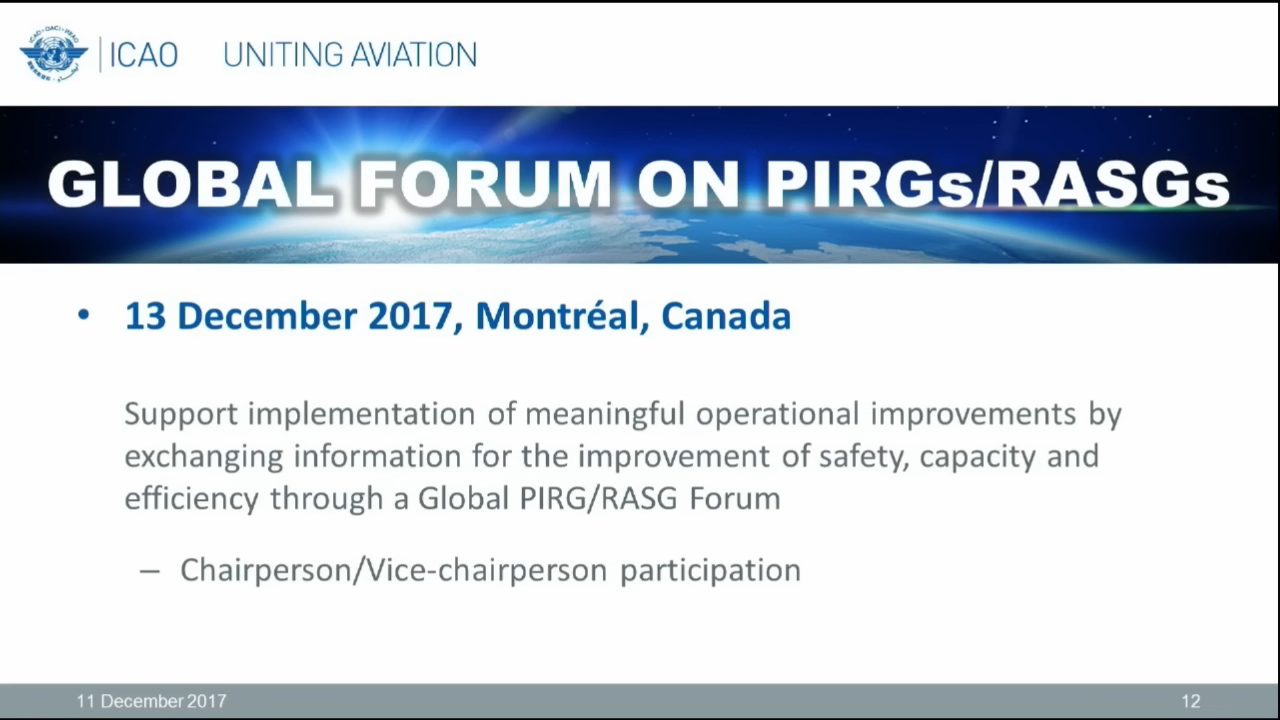 ICAO UNITING AVIATION
GLOBAL FORUM ON PIRGs/RASGs
• 13 December 2017, Montréal, Canada
Support implementation of meaningful operational improvements by
exchanging information for the improvement of safety, capacity and
efficiency through a Global PIRG/RASG Forum
– Chairperson/Vice-chairperson participation
11 December 2017 12